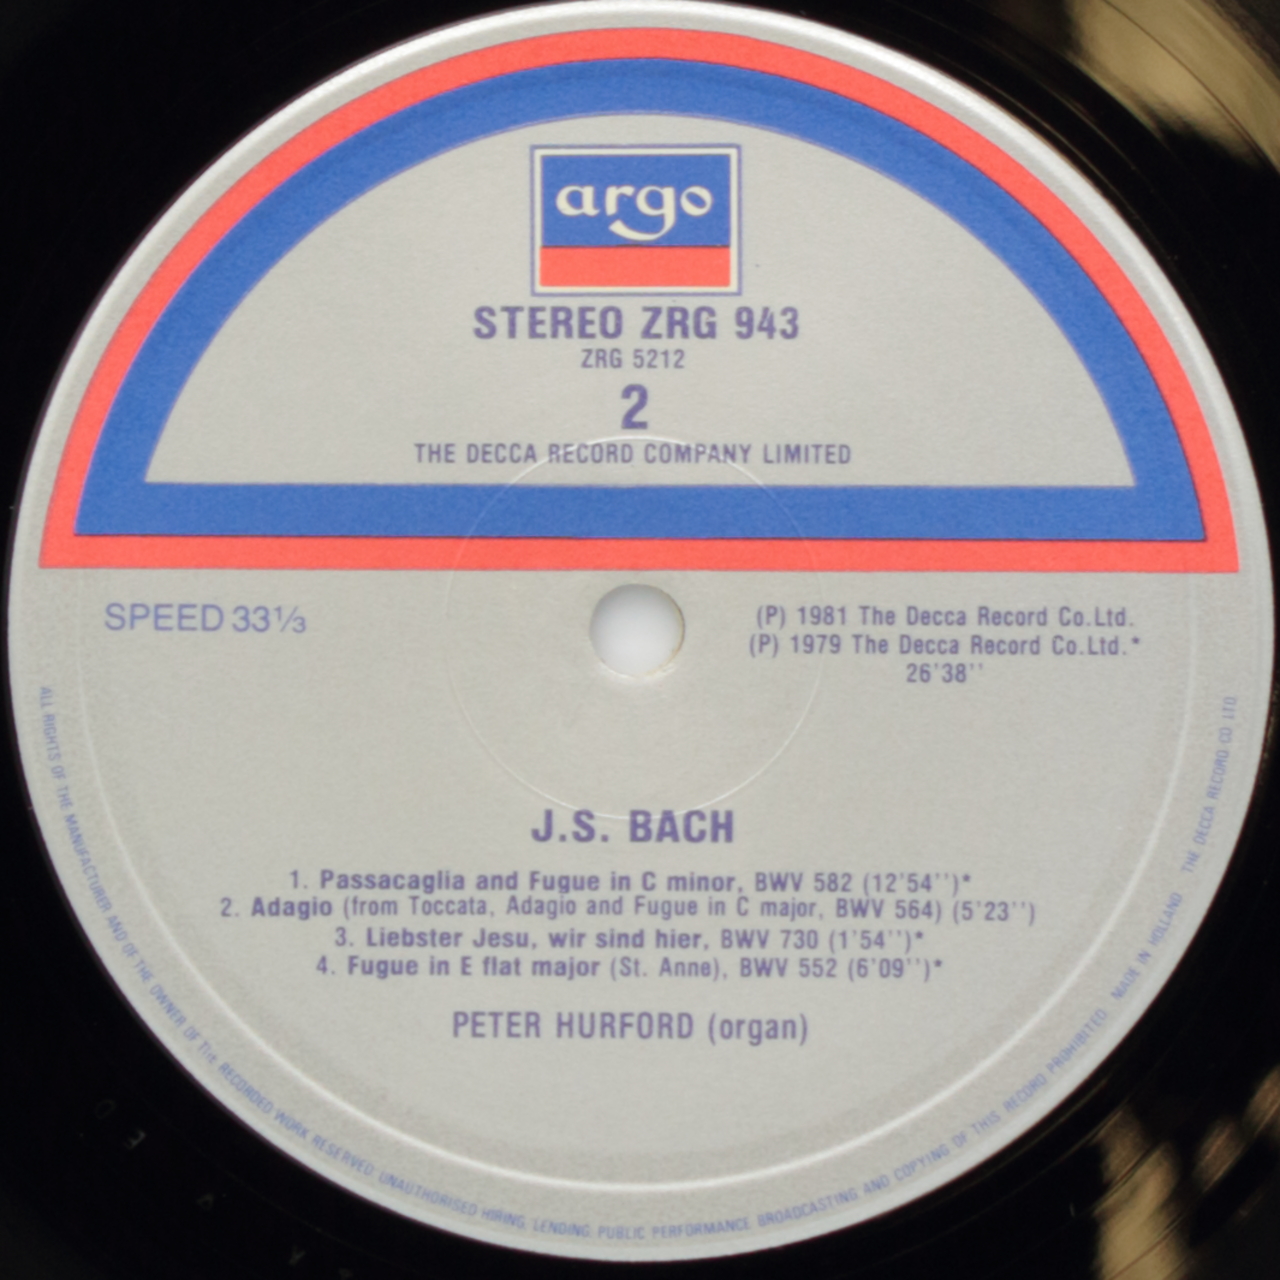 argo
STEREO ZRG 943
ZRG 5212
2
THE DECCA RECORD COMPANY LIMITED
SPEED 33⅓
(P) 1981 The Decca Record Co.Ltd.
(P) 1979 The Decca Record Co.Ltd.*
26'38''
J.S. BACH
1. Passacaglia and Fugue in C minor, BWV 582 (12'54'')*
2. Adagio (from Toccata, Adagio and Fugue in C major, BWV 564) (5'23'')
3. Liebster Jesu, wir sind hier, BWV 730 (1'54'')*
4. Fugue in E flat major (St. Anne), BWV 552 (6'09'')*
PETER HURFORD (organ)
ALL RIGHTS OF THE MANUFACTURER AND OF THE OWNER OF THE RECORDED WORK RESERVED. UNAUTHORISED HIRING, LENDING, PUBLIC PERFORMANCE BROADCASTING AND COPYING OF THIS RECORD PROHIBITED MADE IN HOLLAND THE DECCA RECORD CO LTD